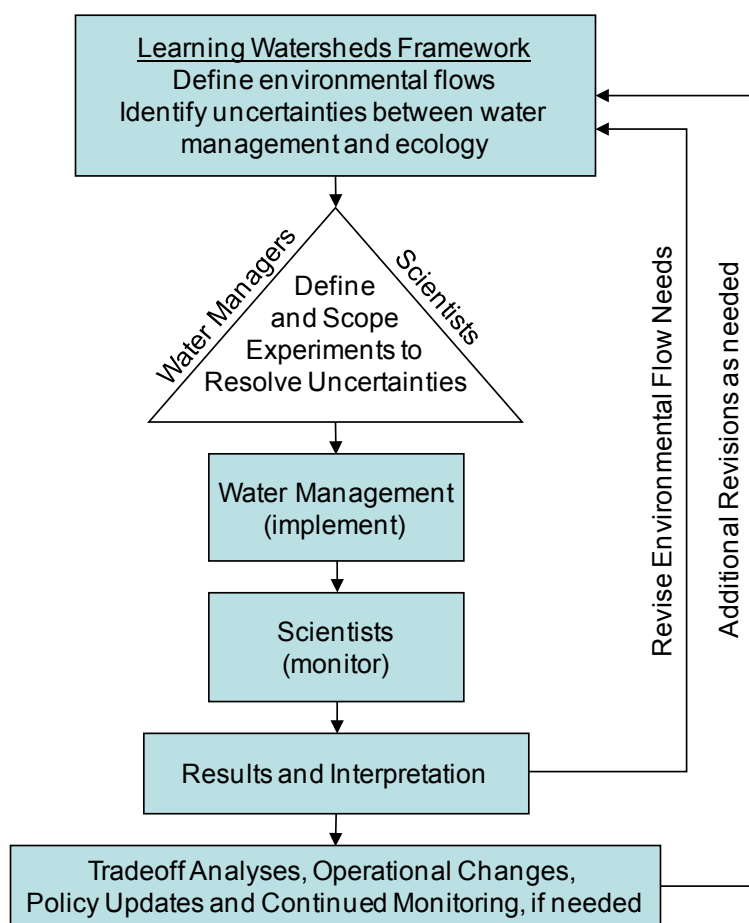 Learning Watersheds Framework
Define environmental flows
Identify uncertainties between water
management and ecology
Water Managers
Scientists
Define
and Scope
Experiments to
Resolve Uncertainties
Water Management
(implement)
Scientists
(monitor)
Results and Interpretation
Tradeoff Analyses, Operational Changes,
Policy Updates and Continued Monitoring, if needed
Revise Environmental Flow Needs
Additional Revisions as needed